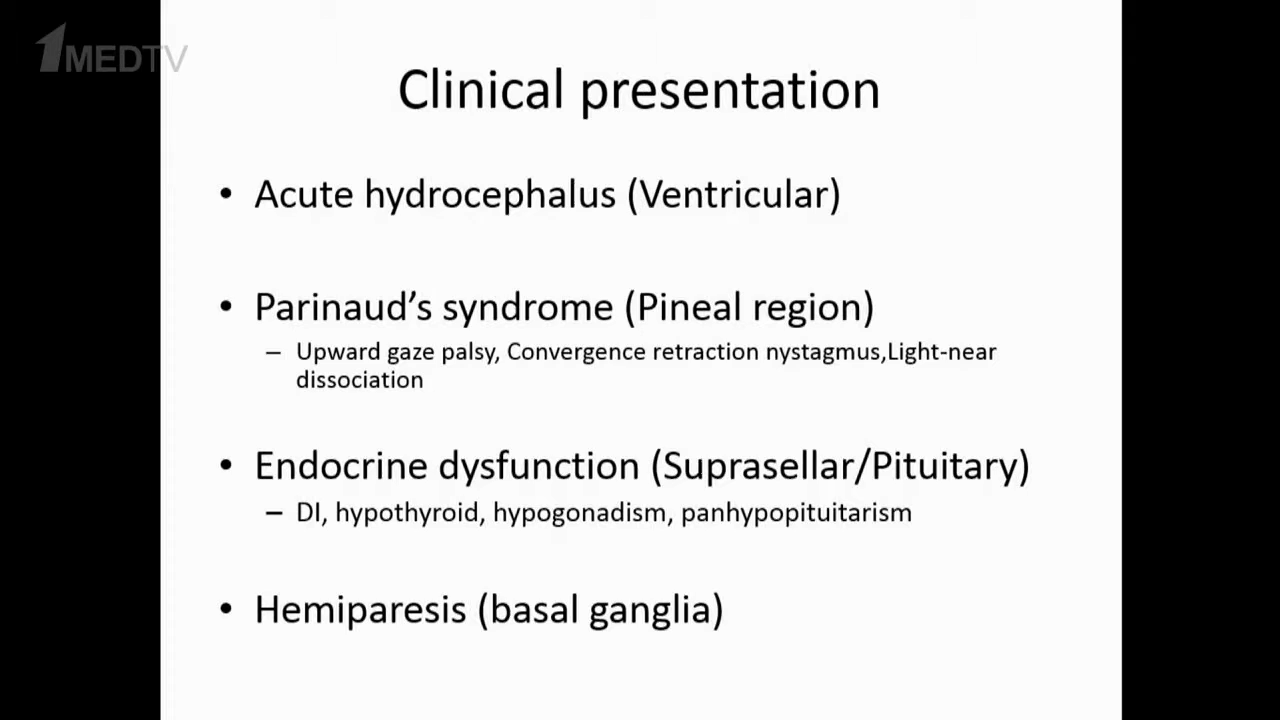 1MEDTV
Clinical presentation
• Acute hydrocephalus (Ventricular)
• Parinaud’s syndrome (Pineal region)
– Upward gaze palsy, Convergence retraction nystagmus,Light-near
dissociation
• Endocrine dysfunction (Suprasellar/Pituitary)
– DI, hypothyroid, hypogonadism, panhypopituitarism
• Hemiparesis (basal ganglia)